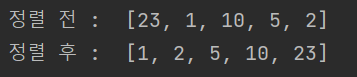 정렬 전 :  [23, 1, 10, 5, 2]
정렬 후 :  [1, 2, 5, 10, 23]